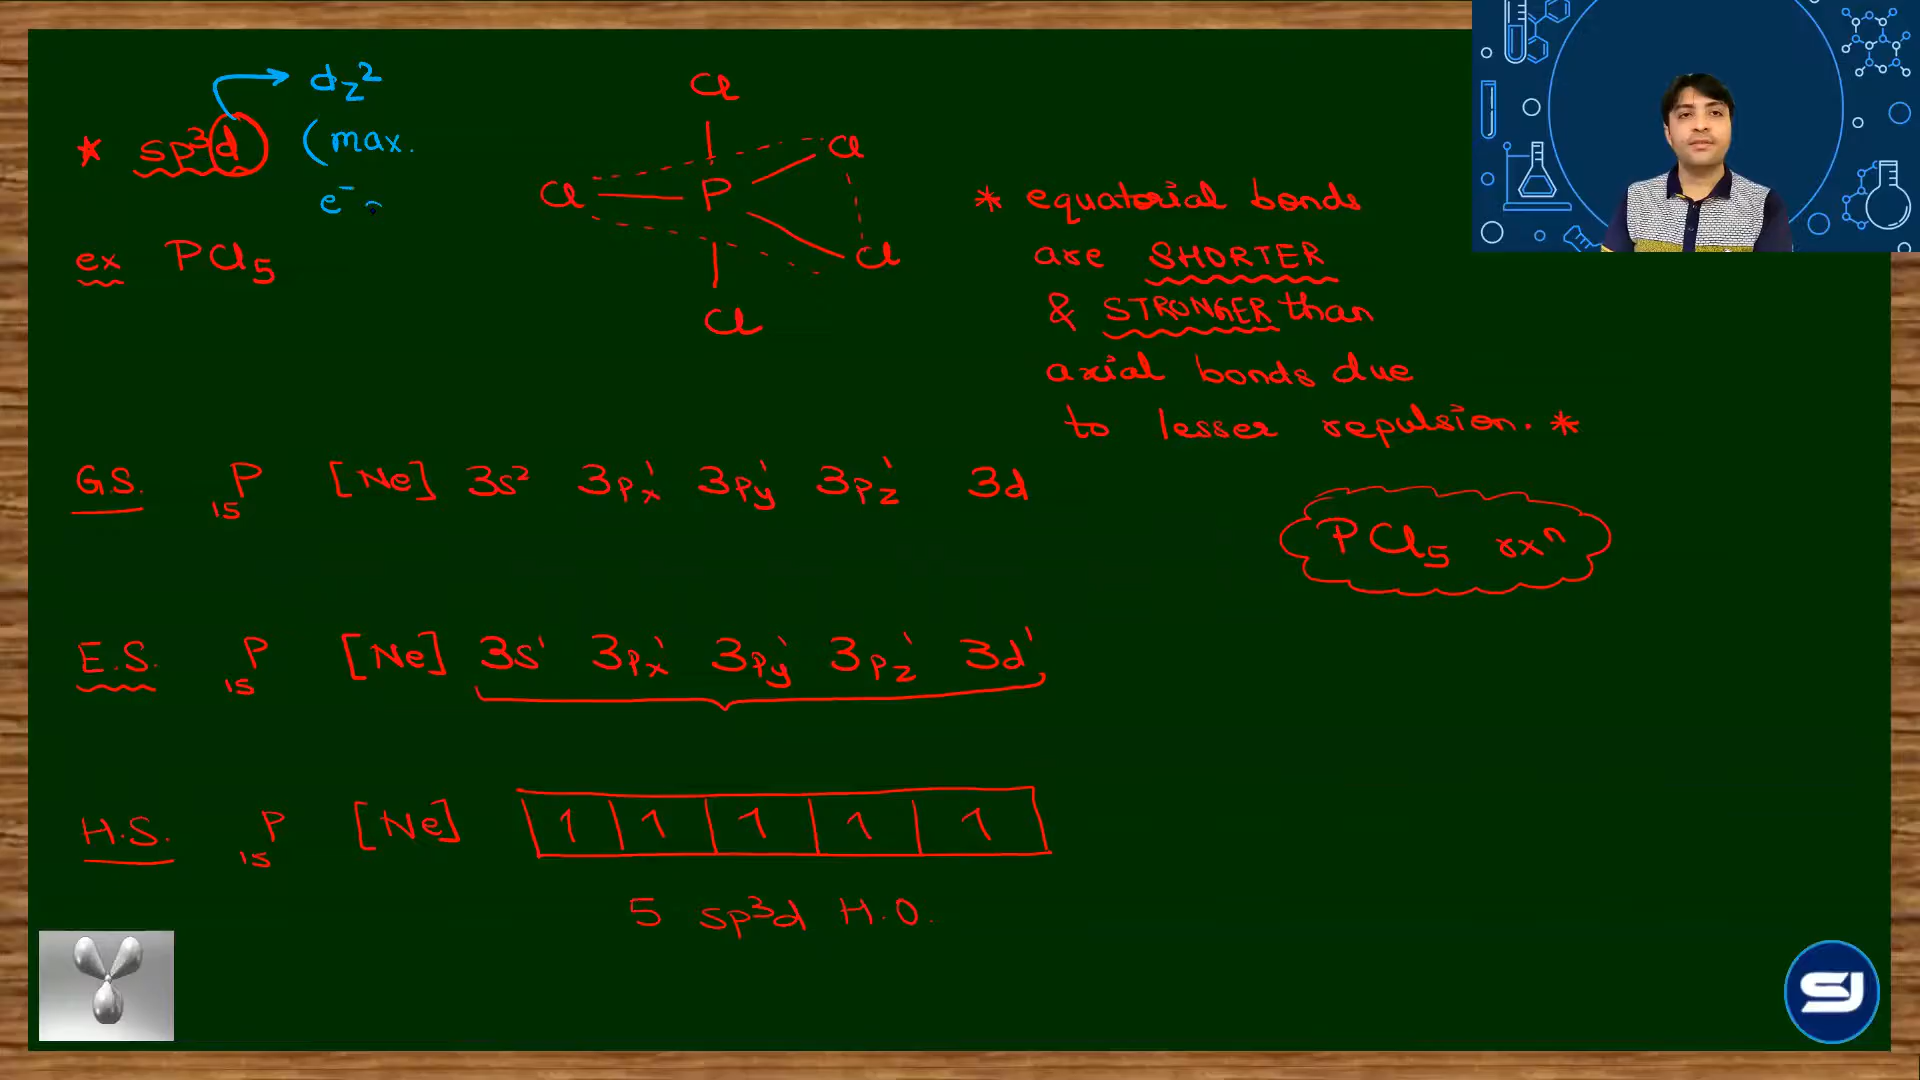 dz²
* sp³d (max.
e⁻
ex PCl₅
Cl
Cl
Cl P
Cl
Cl
* equatorial bonds
are SHORTER
& STRONGER than
axial bonds due
to lesser repulsion. *
G.S. ₁₅P [Ne] 3s² 3px¹ 3py¹ 3pz¹ 3d
PCl₅ rxⁿ
E.S. ₁₅P [Ne] 3s¹ 3px¹ 3py¹ 3pz¹ 3d¹
H.S. ₁₅P [Ne] 1 1 1 1 1
5 sp³d H.O.
SJ